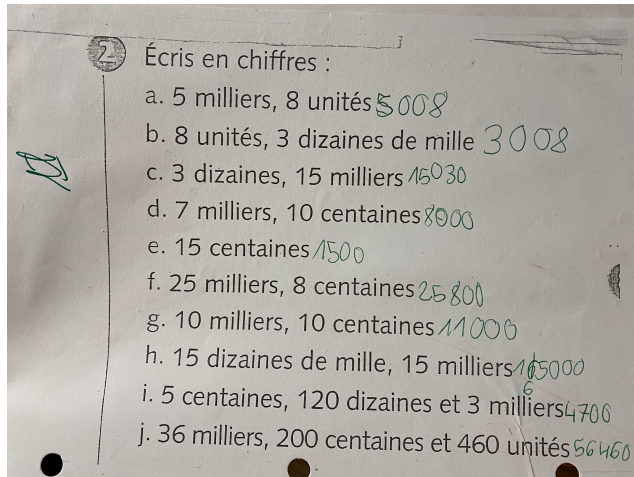 2 Écris en chiffres :
a. 5 milliers, 8 unités 5008
b. 8 unités, 3 dizaines de mille 3008
c. 3 dizaines, 15 milliers 15030
d. 7 milliers, 10 centaines 8000
e. 15 centaines 1500
f. 25 milliers, 8 centaines 25800
g. 10 milliers, 10 centaines 11000
h. 15 dizaines de mille, 15 milliers 165000
6
i. 5 centaines, 120 dizaines et 3 milliers 4700
j. 36 milliers, 200 centaines et 460 unités 56460